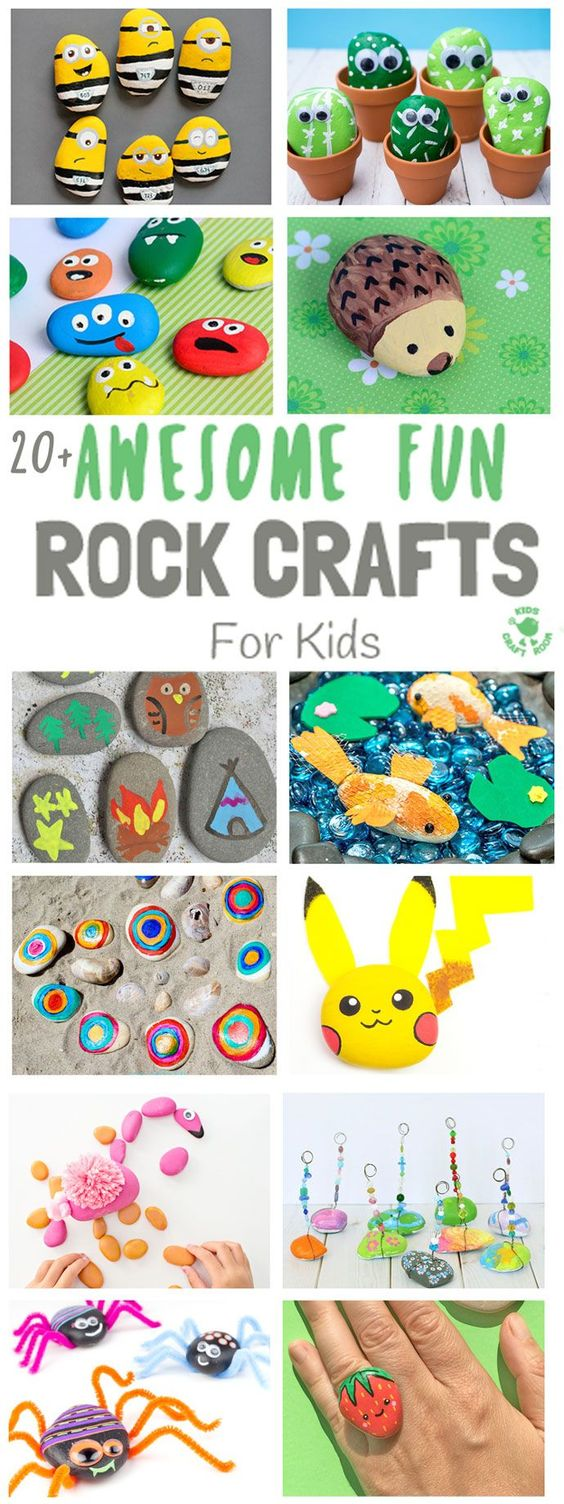 20+ AWESOME FUN
ROCK CRAFTS
For Kids
KIDS
CRAFT ROOM